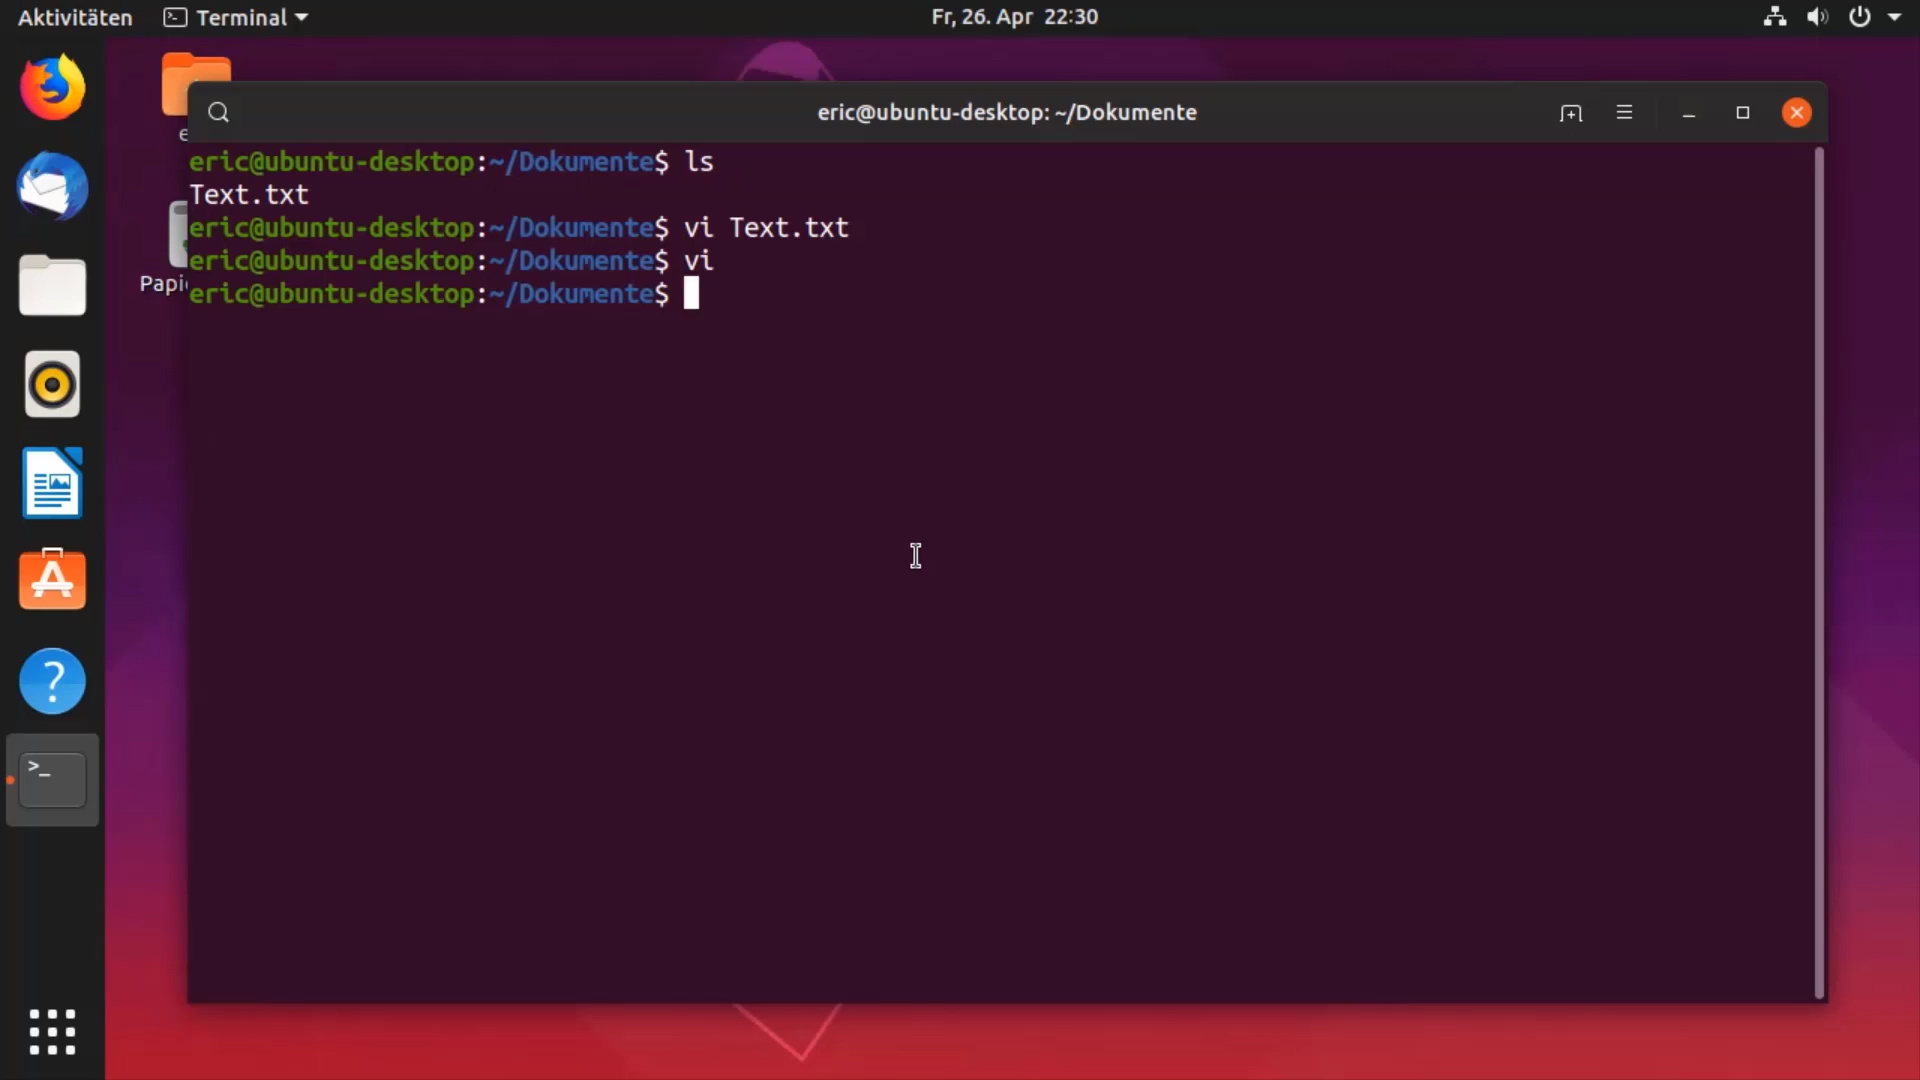 Aktivitäten Terminal Fr, 26. Apr 22:30
eric@ubuntu-desktop: ~/Dokumente
eric@ubuntu-desktop:~/Dokumente$ ls
Text.txt
eric@ubuntu-desktop:~/Dokumente$ vi Text.txt
eric@ubuntu-desktop:~/Dokumente$ vi
eric@ubuntu-desktop:~/Dokumente$
e
Papi